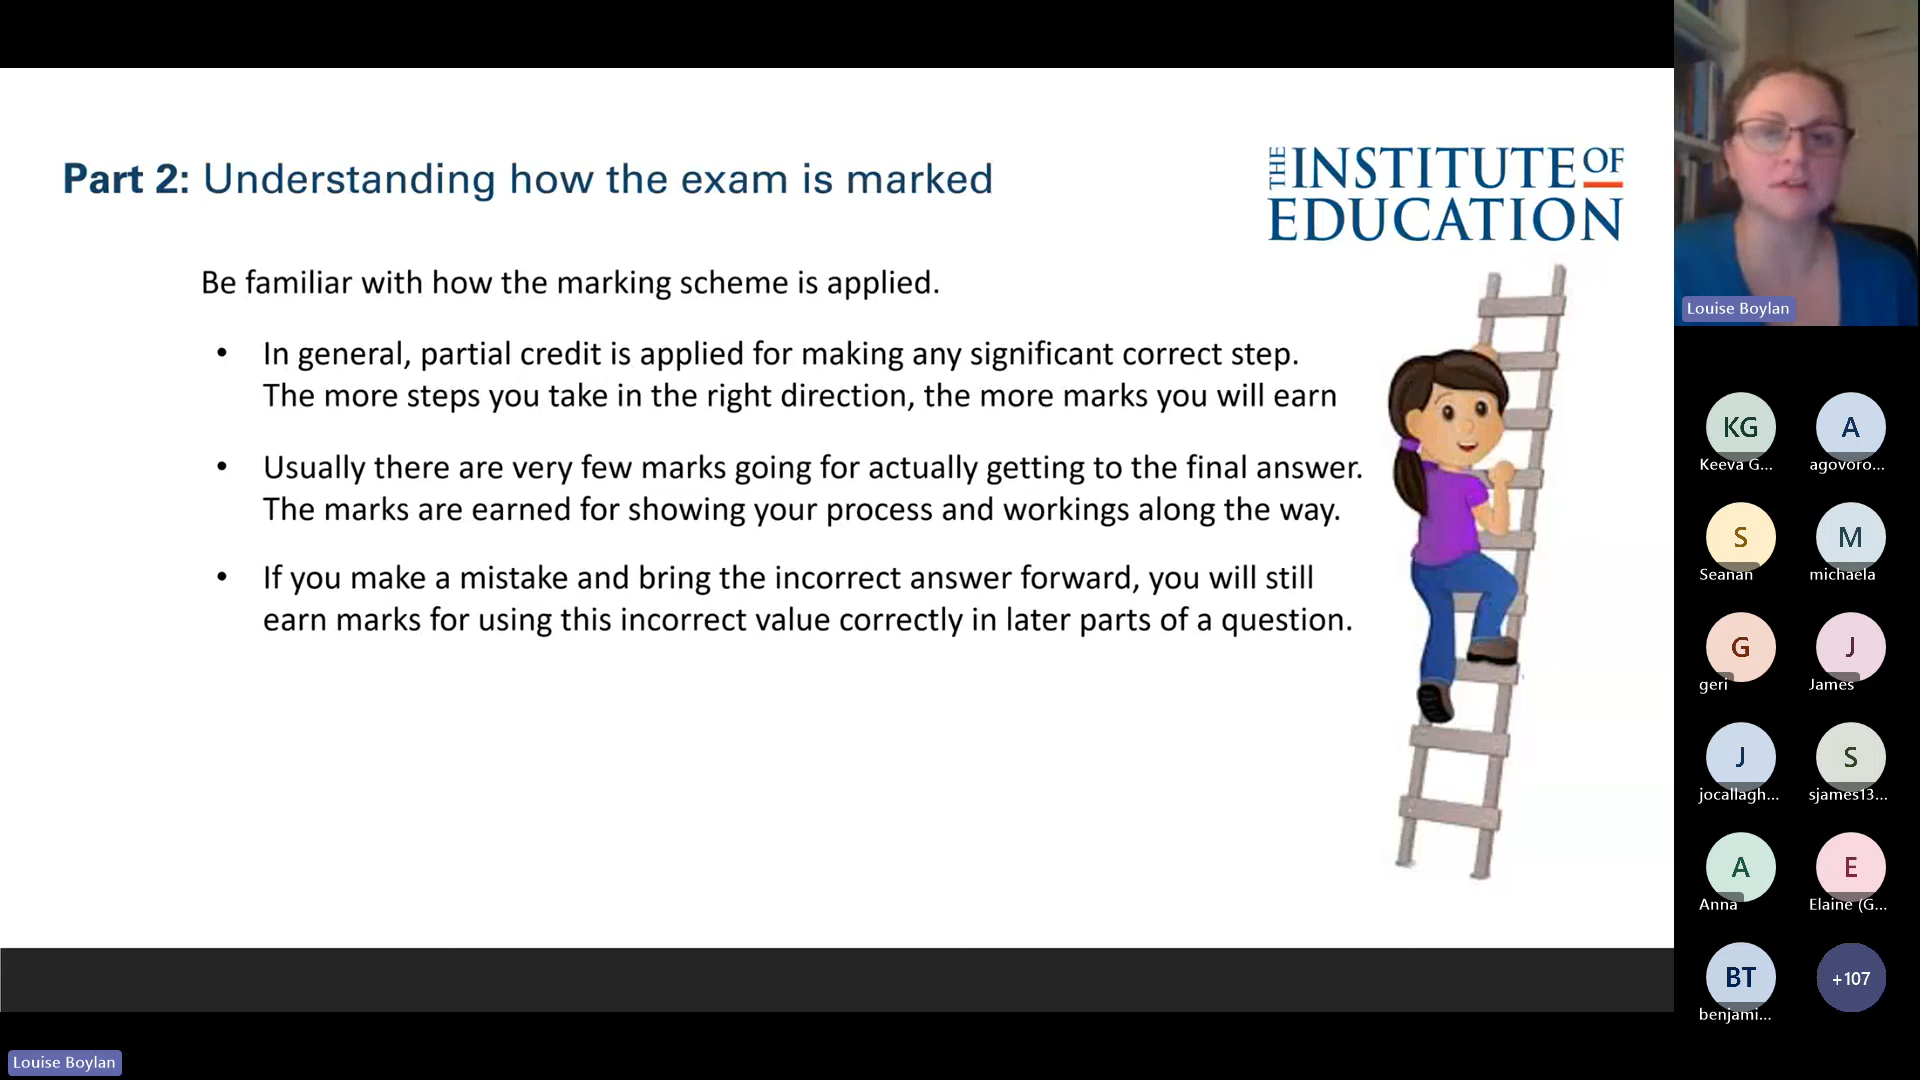 Part 2: Understanding how the exam is marked
THE INSTITUTE OF
EDUCATION
Be familiar with how the marking scheme is applied.
• In general, partial credit is applied for making any significant correct step.
The more steps you take in the right direction, the more marks you will earn
• Usually there are very few marks going for actually getting to the final answer.
The marks are earned for showing your process and workings along the way.
• If you make a mistake and bring the incorrect answer forward, you will still
earn marks for using this incorrect value correctly in later parts of a question.
Louise Boylan
KG
Keeva G...
A
agovoro...
S
Seanan
M
michaela
G
geri
J
James
J
jocallagh...
S
sjames13...
A
Anna
E
Elaine (G...
BT
benjami...
+107
Louise Boylan